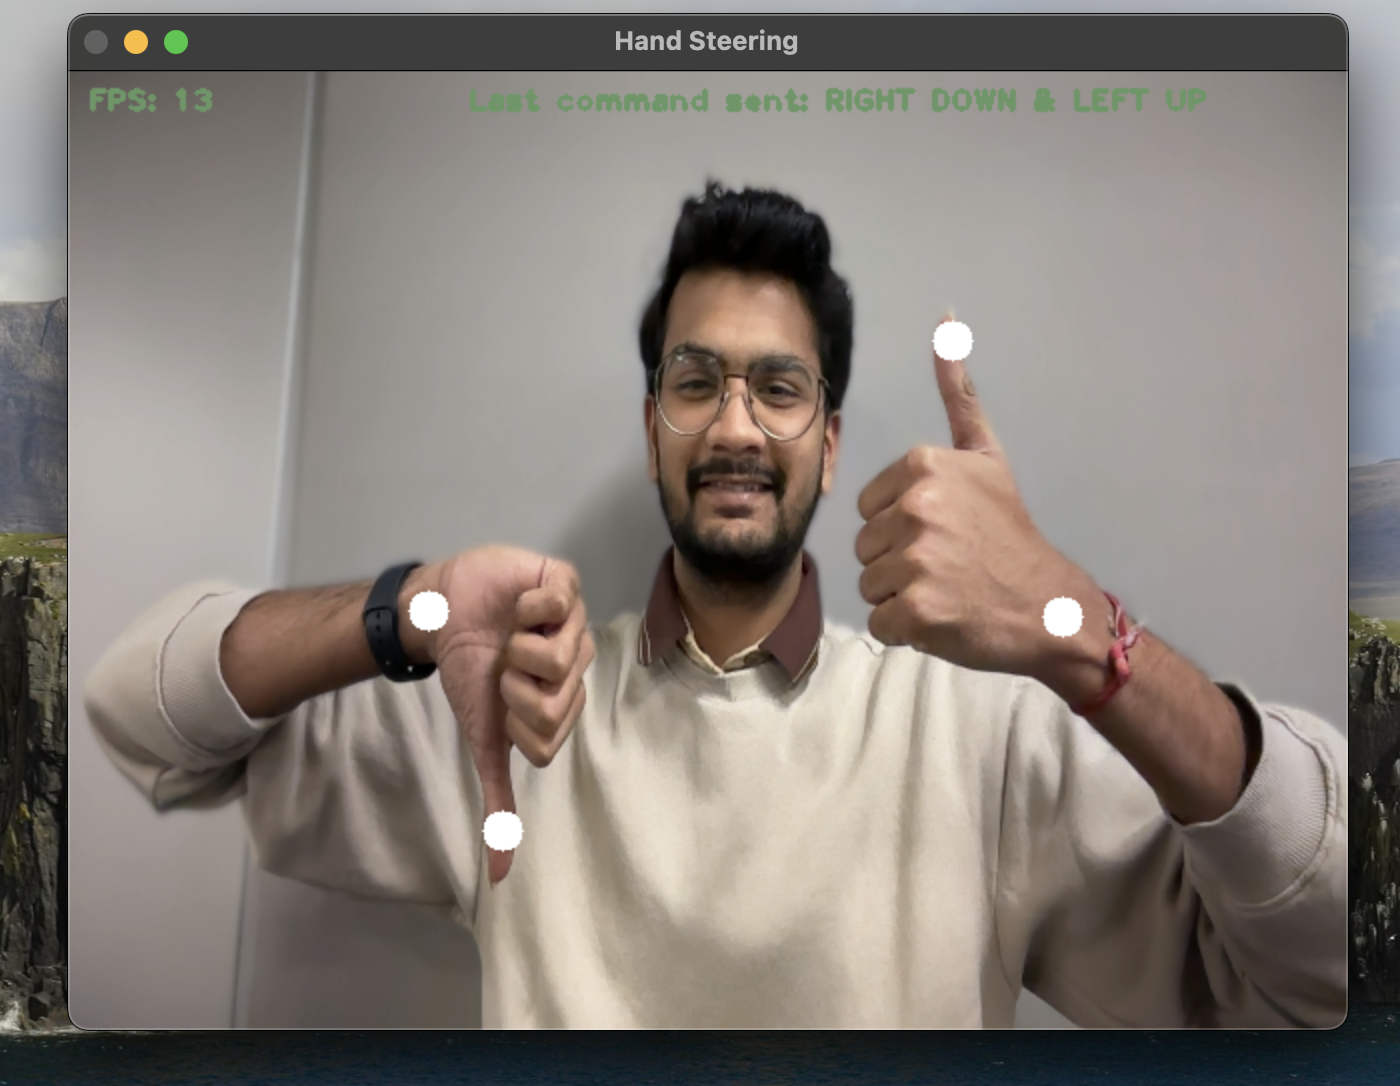 Hand Steering
FPS: 13
Last command sent: RIGHT DOWN & LEFT UP